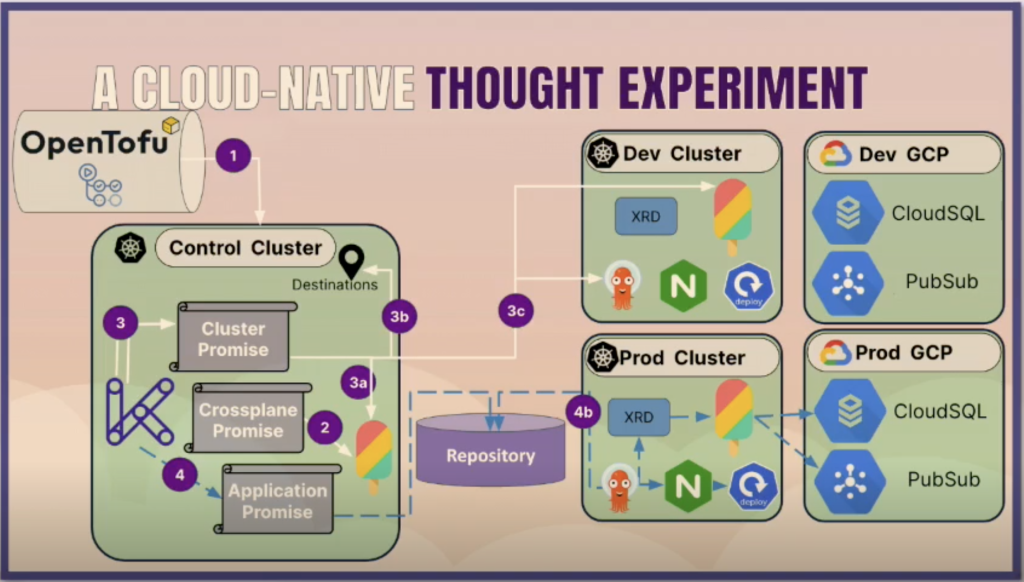 A CLOUD-NATIVE THOUGHT EXPERIMENT
OpenTofu
1
Control Cluster
Destinations
3
Cluster
Promise
3b
3c
3a
Crossplane
Promise
2
4
Application
Promise
Repository
4b
Dev Cluster
XRD
N
deploy
Dev GCP
CloudSQL
PubSub
Prod Cluster
XRD
N
deploy
Prod GCP
CloudSQL
PubSub